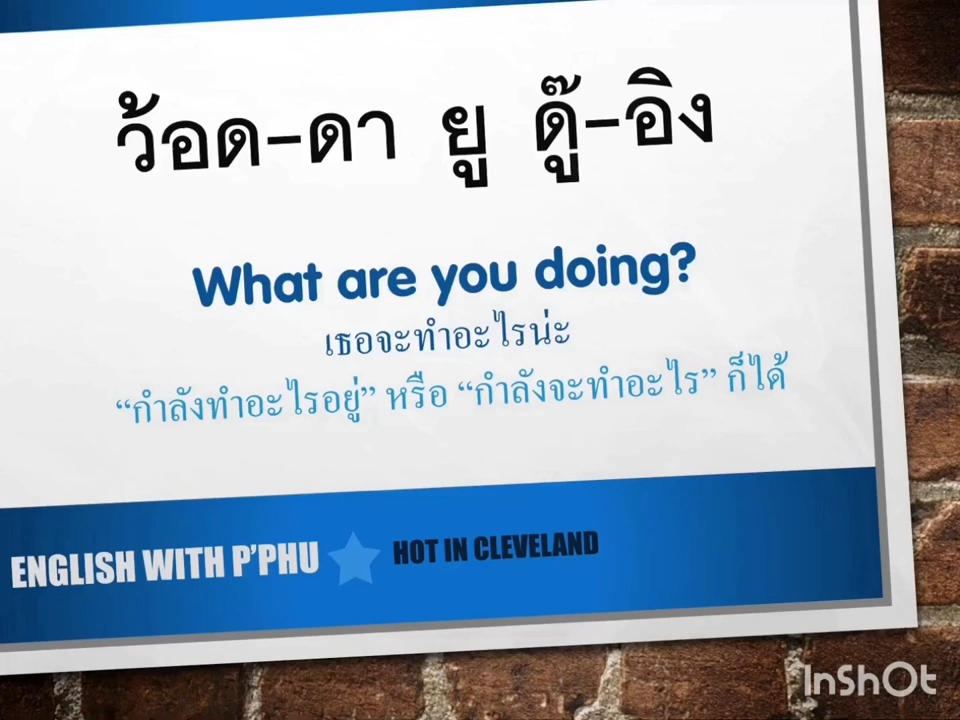 ว้อด-ดา ยู ดู๊-อิง
What are you doing?
เธอจะทำอะไรน่ะ
“กำลังทำอะไรอยู่” หรือ “กำลังจะทำอะไร” ก็ได้
ENGLISH WITH P'PHU HOT IN CLEVELAND
InShOt